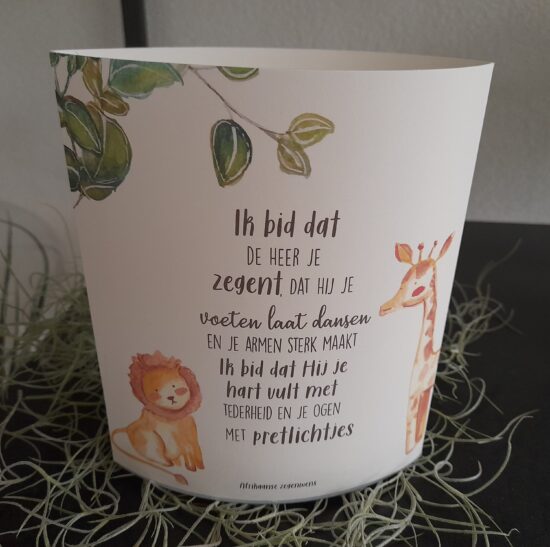 Ik bid dat
DE HEER JE
zegent, DAT HIJ JE
voeten laat dansen
EN JE ARMEN STERK MAAKT
Ik bid dat Hij je
hart vult met
TEDERHEID EN JE OGEN
MET pretlichtjes
Afrikaanse zegenwens